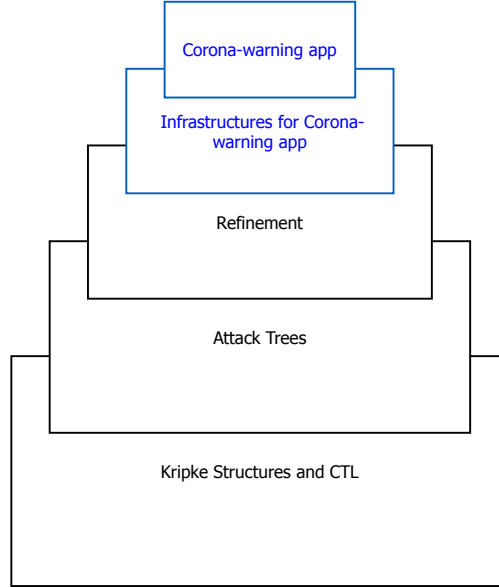 Corona-warning app
Infrastructures for Corona-
warning app
Refinement
Attack Trees
Kripke Structures and CTL